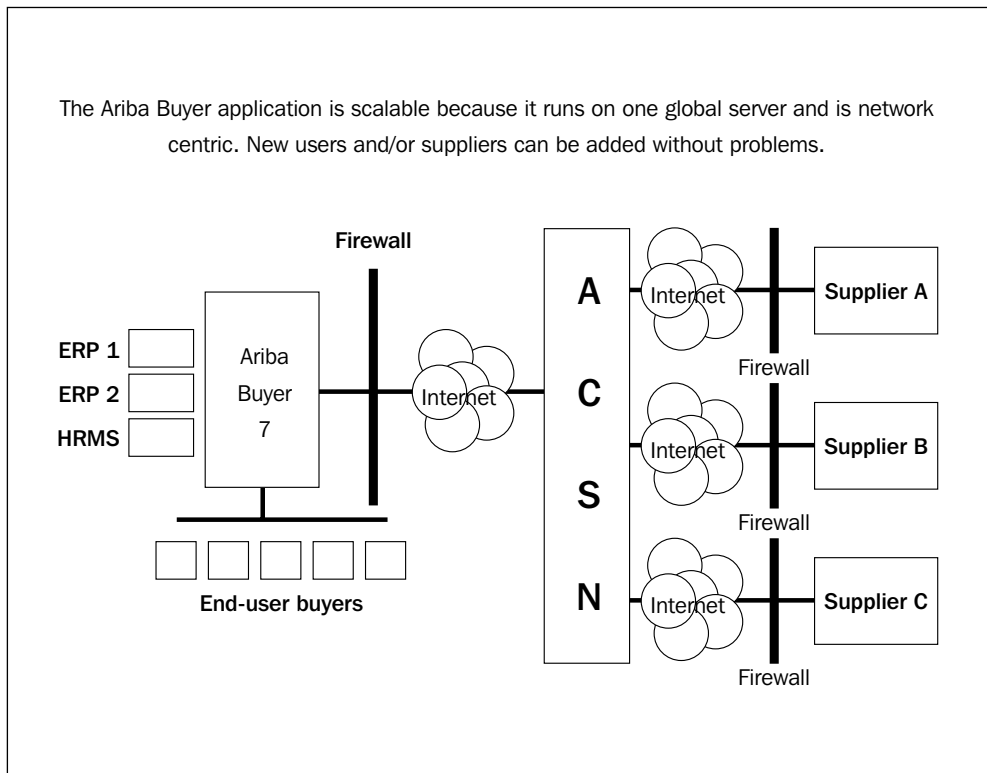 The Ariba Buyer application is scalable because it runs on one global server and is network
centric. New users and/or suppliers can be added without problems.
Firewall
ERP 1
ERP 2
HRMS
Ariba
Buyer
7
Internet
End-user buyers
A
C
S
N
Internet
Firewall
Supplier A
Internet
Firewall
Supplier B
Internet
Firewall
Supplier C